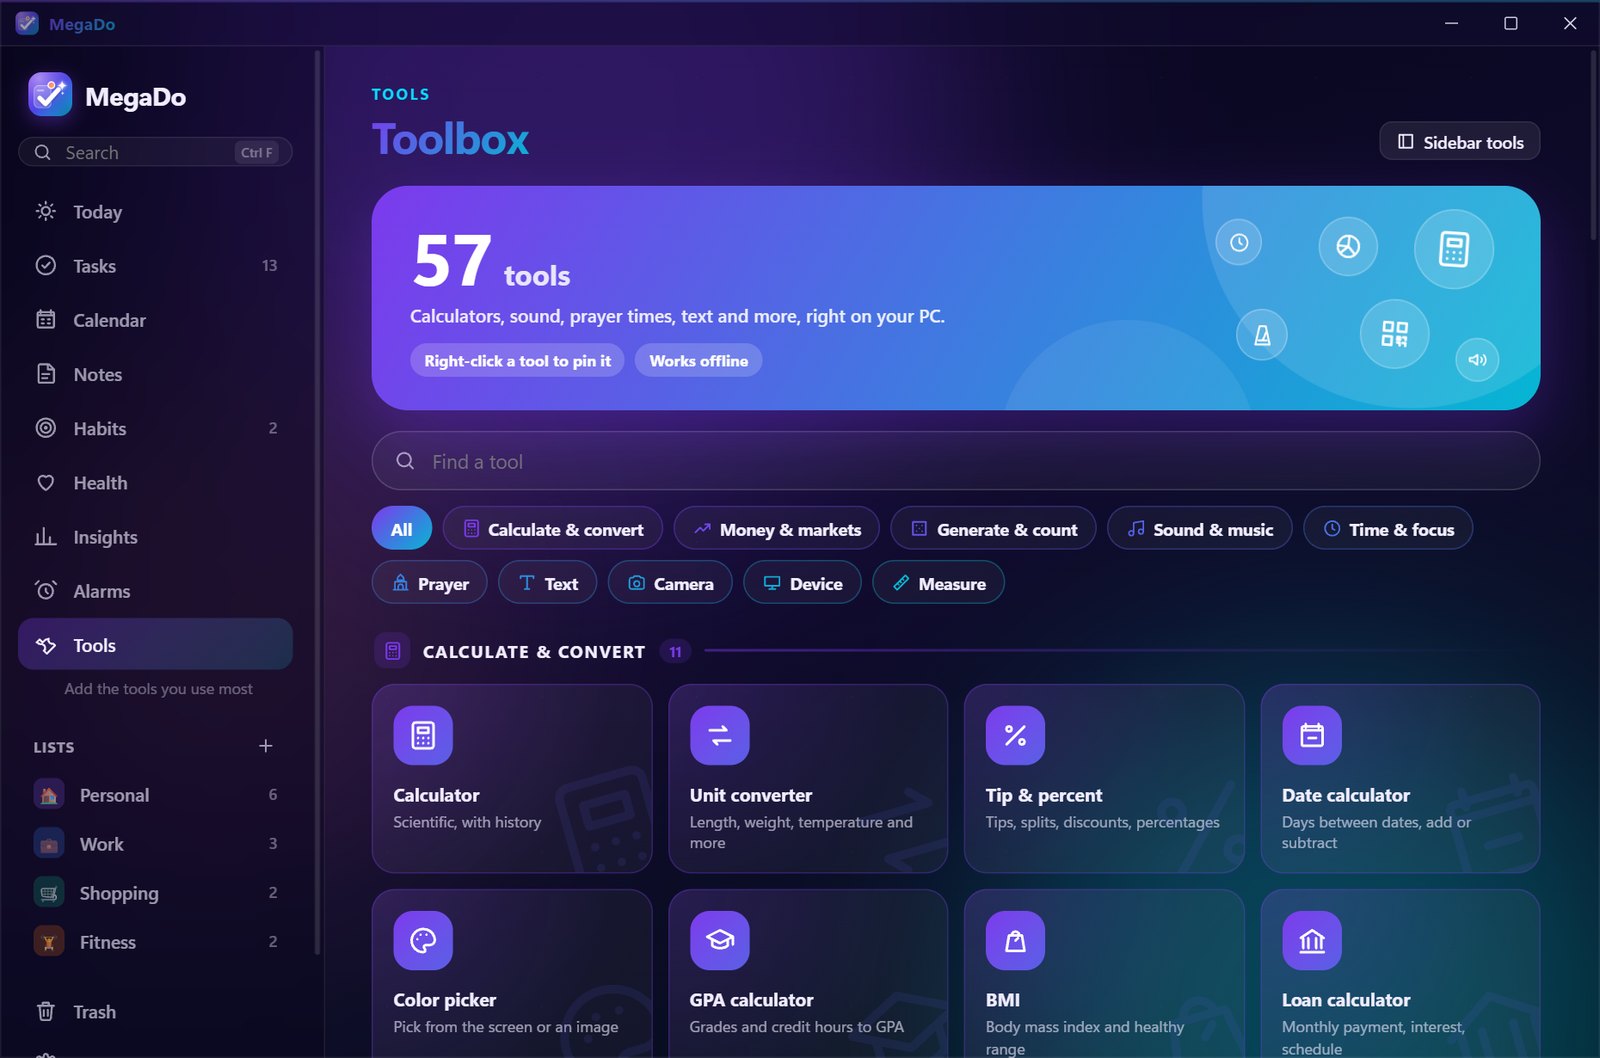 MegaDo
MegaDo
Search Ctrl F
Today
Tasks 13
Calendar
Notes
Habits 2
Health
Insights
Alarms
Tools
Add the tools you use most
LISTS
Personal 6
Work 3
Shopping 2
Fitness 2
Trash
TOOLS
Toolbox
Sidebar tools
57 tools
Calculators, sound, prayer times, text and more, right on your PC.
Right-click a tool to pin it
Works offline
Find a tool
All
Calculate & convert
Money & markets
Generate & count
Sound & music
Time & focus
Prayer
Text
Camera
Device
Measure
CALCULATE & CONVERT 11
Calculator
Scientific, with history
Unit converter
Length, weight, temperature and
more
Tip & percent
Tips, splits, discounts, percentages
Date calculator
Days between dates, add or
subtract
Color picker
Pick from the screen or an image
GPA calculator
Grades and credit hours to GPA
BMI
Body mass index and healthy
range
Loan calculator
Monthly payment, interest,
schedule